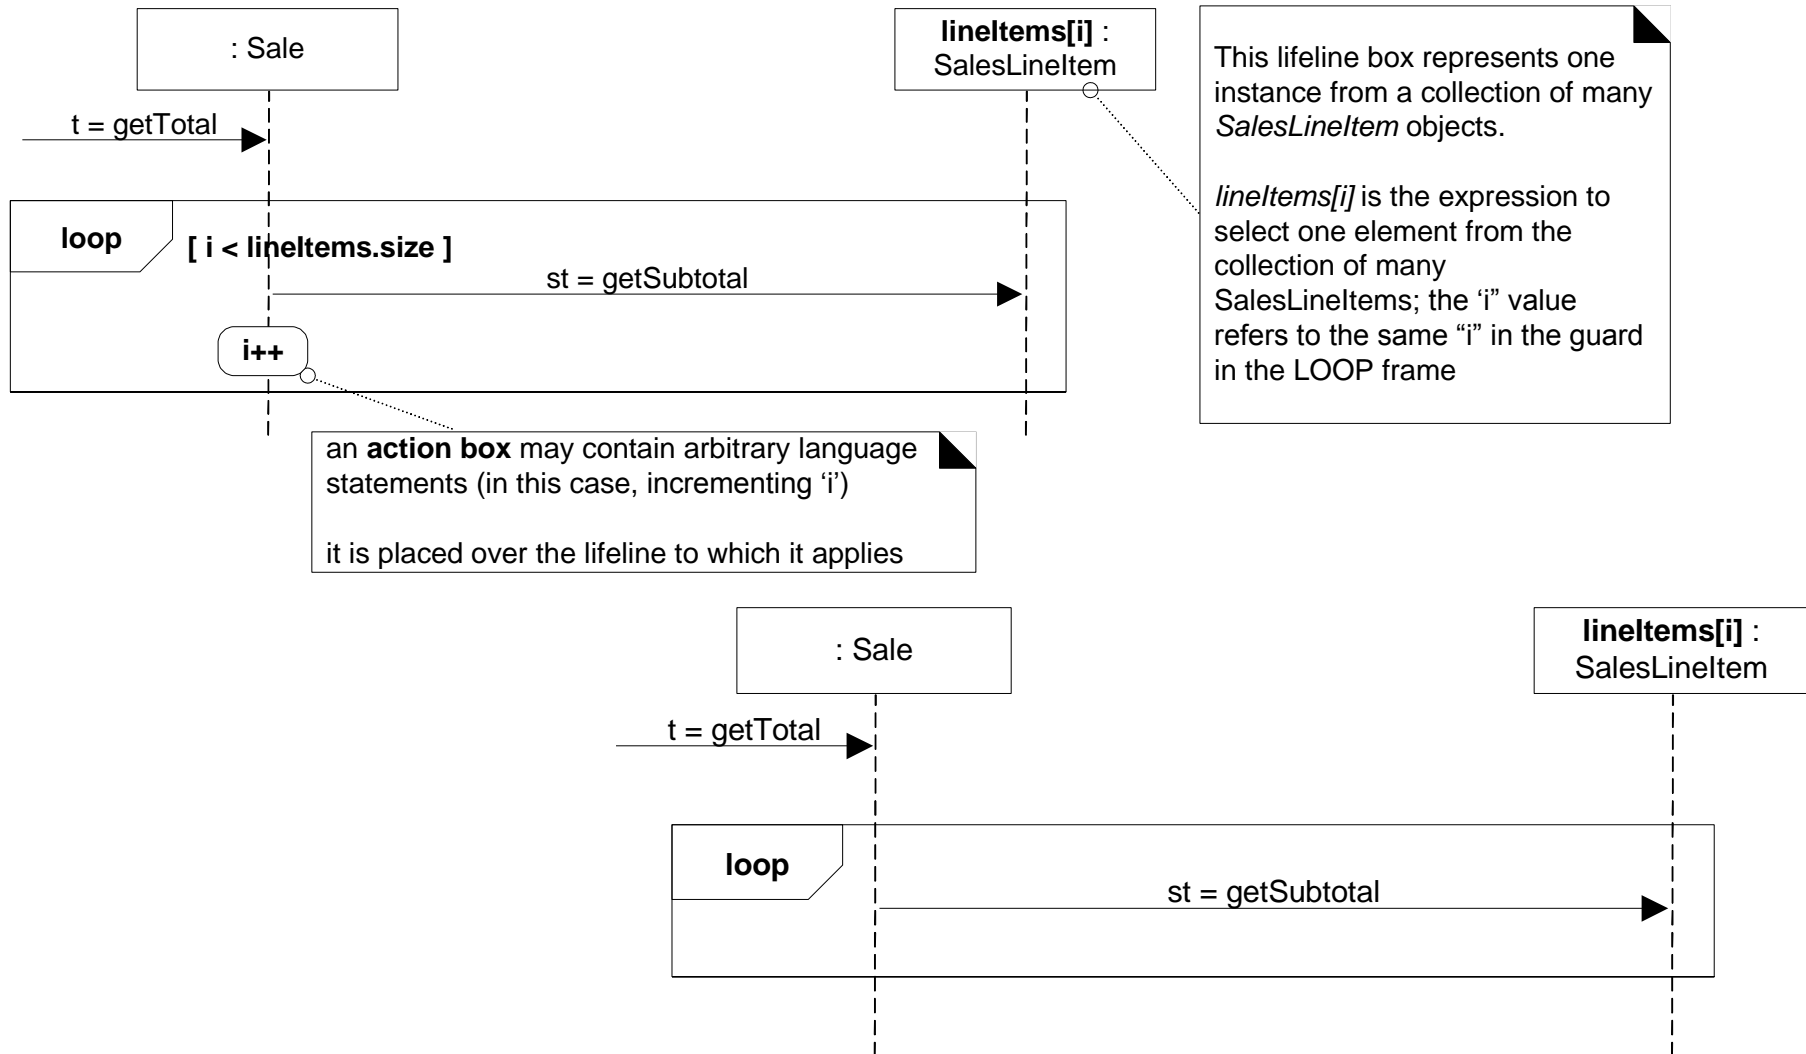 : Sale
lineItems[i] :
SalesLineItem
t = getTotal
loop
[ i < lineItems.size ]
st = getSubtotal
i++
This lifeline box represents one
instance from a collection of many
SalesLineItem objects.
lineItems[i] is the expression to
select one element from the
collection of many
SalesLineItems; the ‘i” value
refers to the same “i” in the guard
in the LOOP frame
an action box may contain arbitrary language
statements (in this case, incrementing ‘i’)
it is placed over the lifeline to which it applies
: Sale
lineItems[i] :
SalesLineItem
t = getTotal
loop
st = getSubtotal